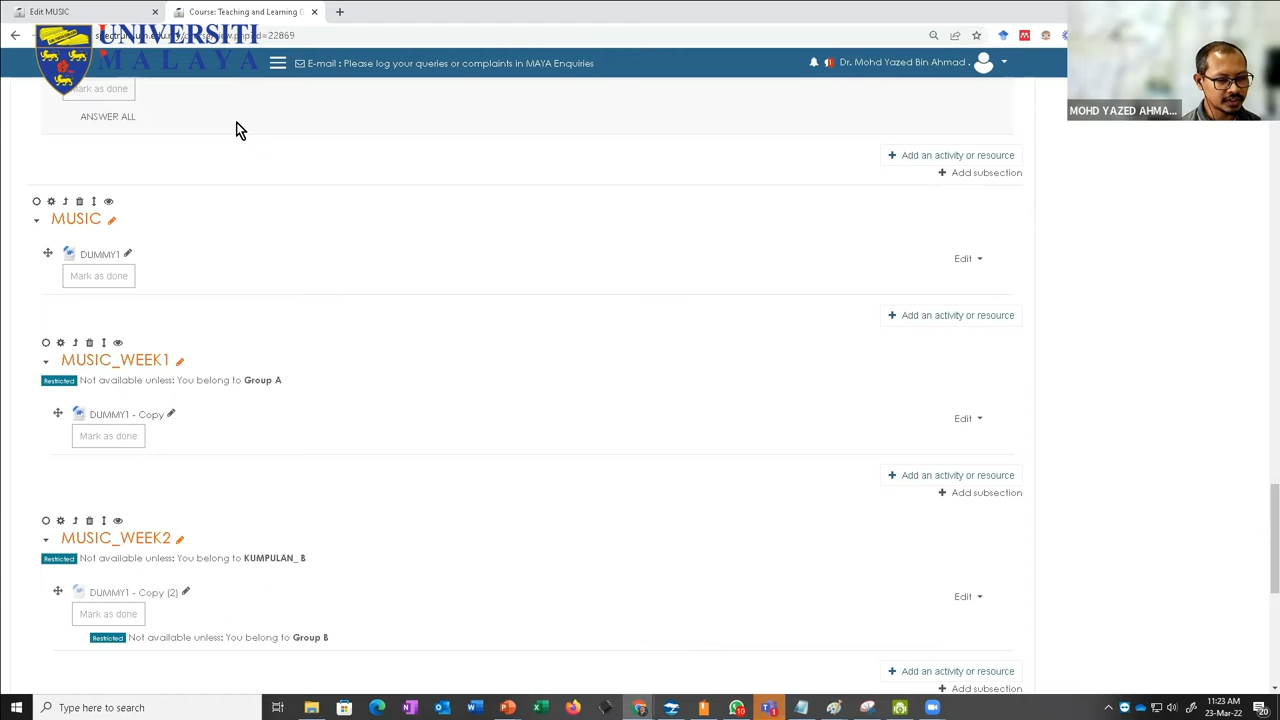 Edit MUSIC
Course: Teaching and Learning
UNIVERSITI
MALAYA
=22869
E-mail : Please log your queries or complaints in MAYA Enquiries
Dr. Mohd Yazed Bin Ahmad .
MOHD YAZED AHMA...
Mark as done
ANSWER ALL
Add an activity or resource
Add subsection
MUSIC
DUMMY1
Edit
Mark as done
Add an activity or resource
MUSIC_WEEK1
Restricted Not available unless: You belong to Group A
DUMMY1 - Copy
Edit
Mark as done
Add an activity or resource
Add subsection
MUSIC_WEEK2
Restricted Not available unless: You belong to KUMPULAN_ B
DUMMY1 - Copy (2)
Edit
Mark as done
Restricted Not available unless: You belong to Group B
Add an activity or resource
Add subsection
Type here to search
11:23 AM
23-Mar-22